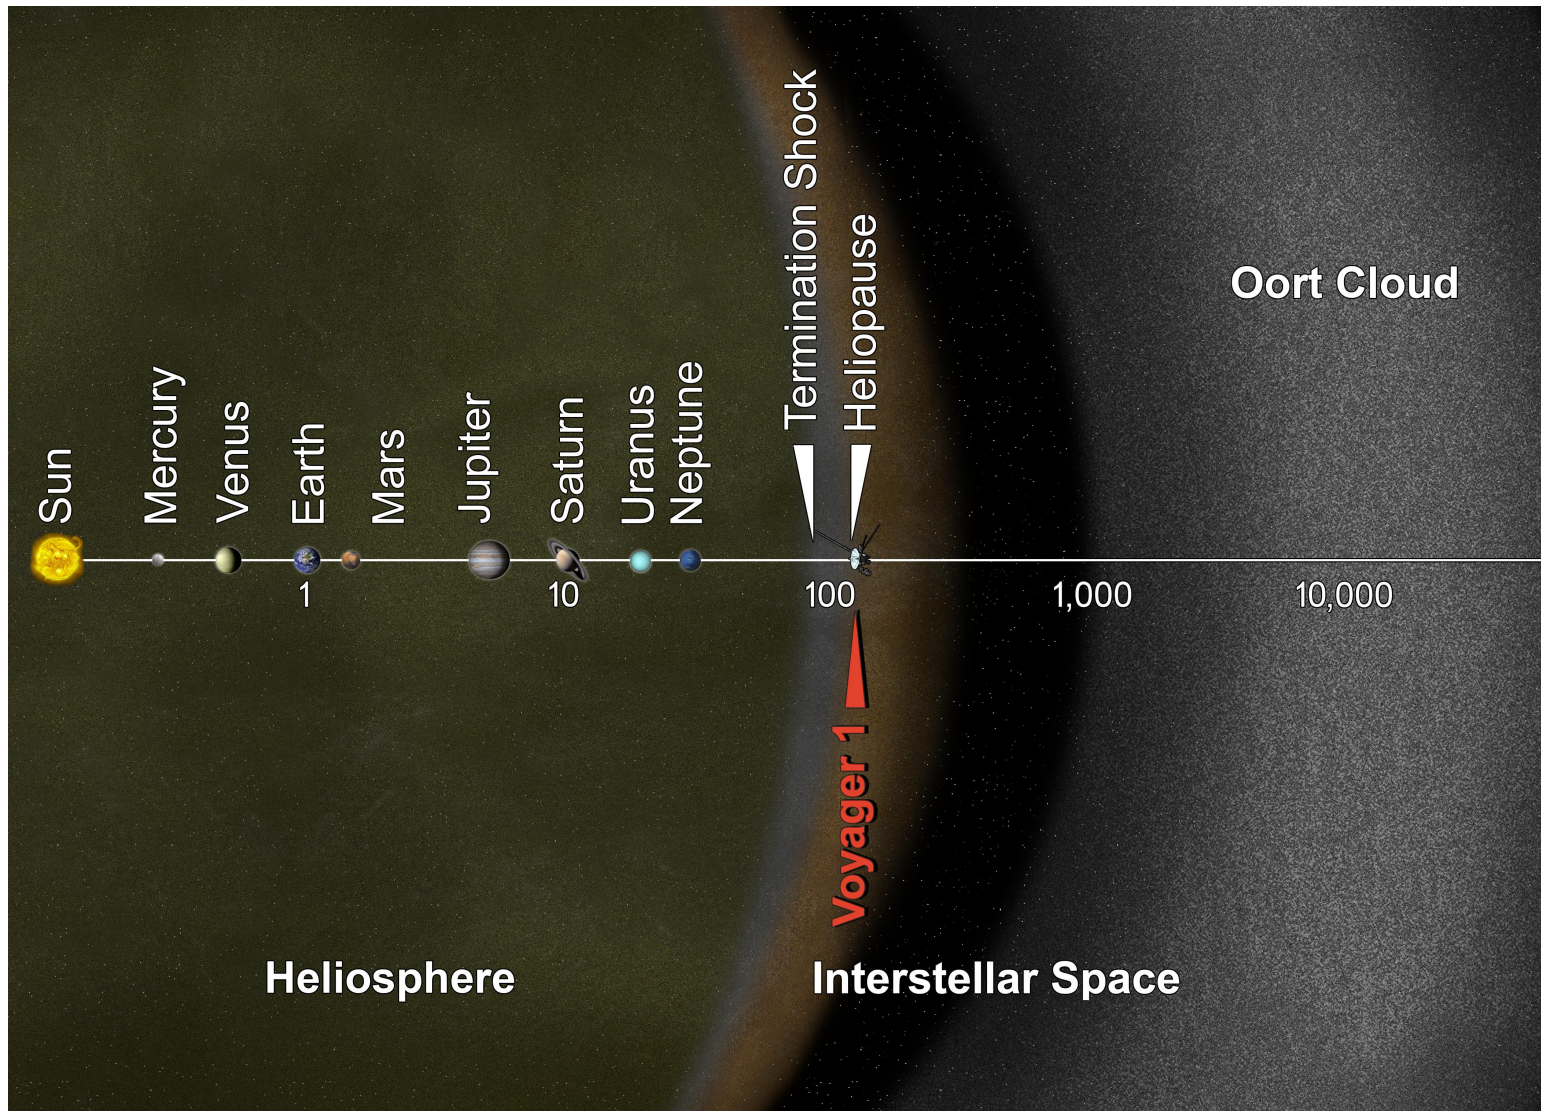 Sun
Mercury
Venus
Earth
Mars
Jupiter
Saturn
Uranus
Neptune
Termination Shock
Heliopause
Oort Cloud
1
10
100
1,000
10,000
Voyager 1
Heliosphere
Interstellar Space